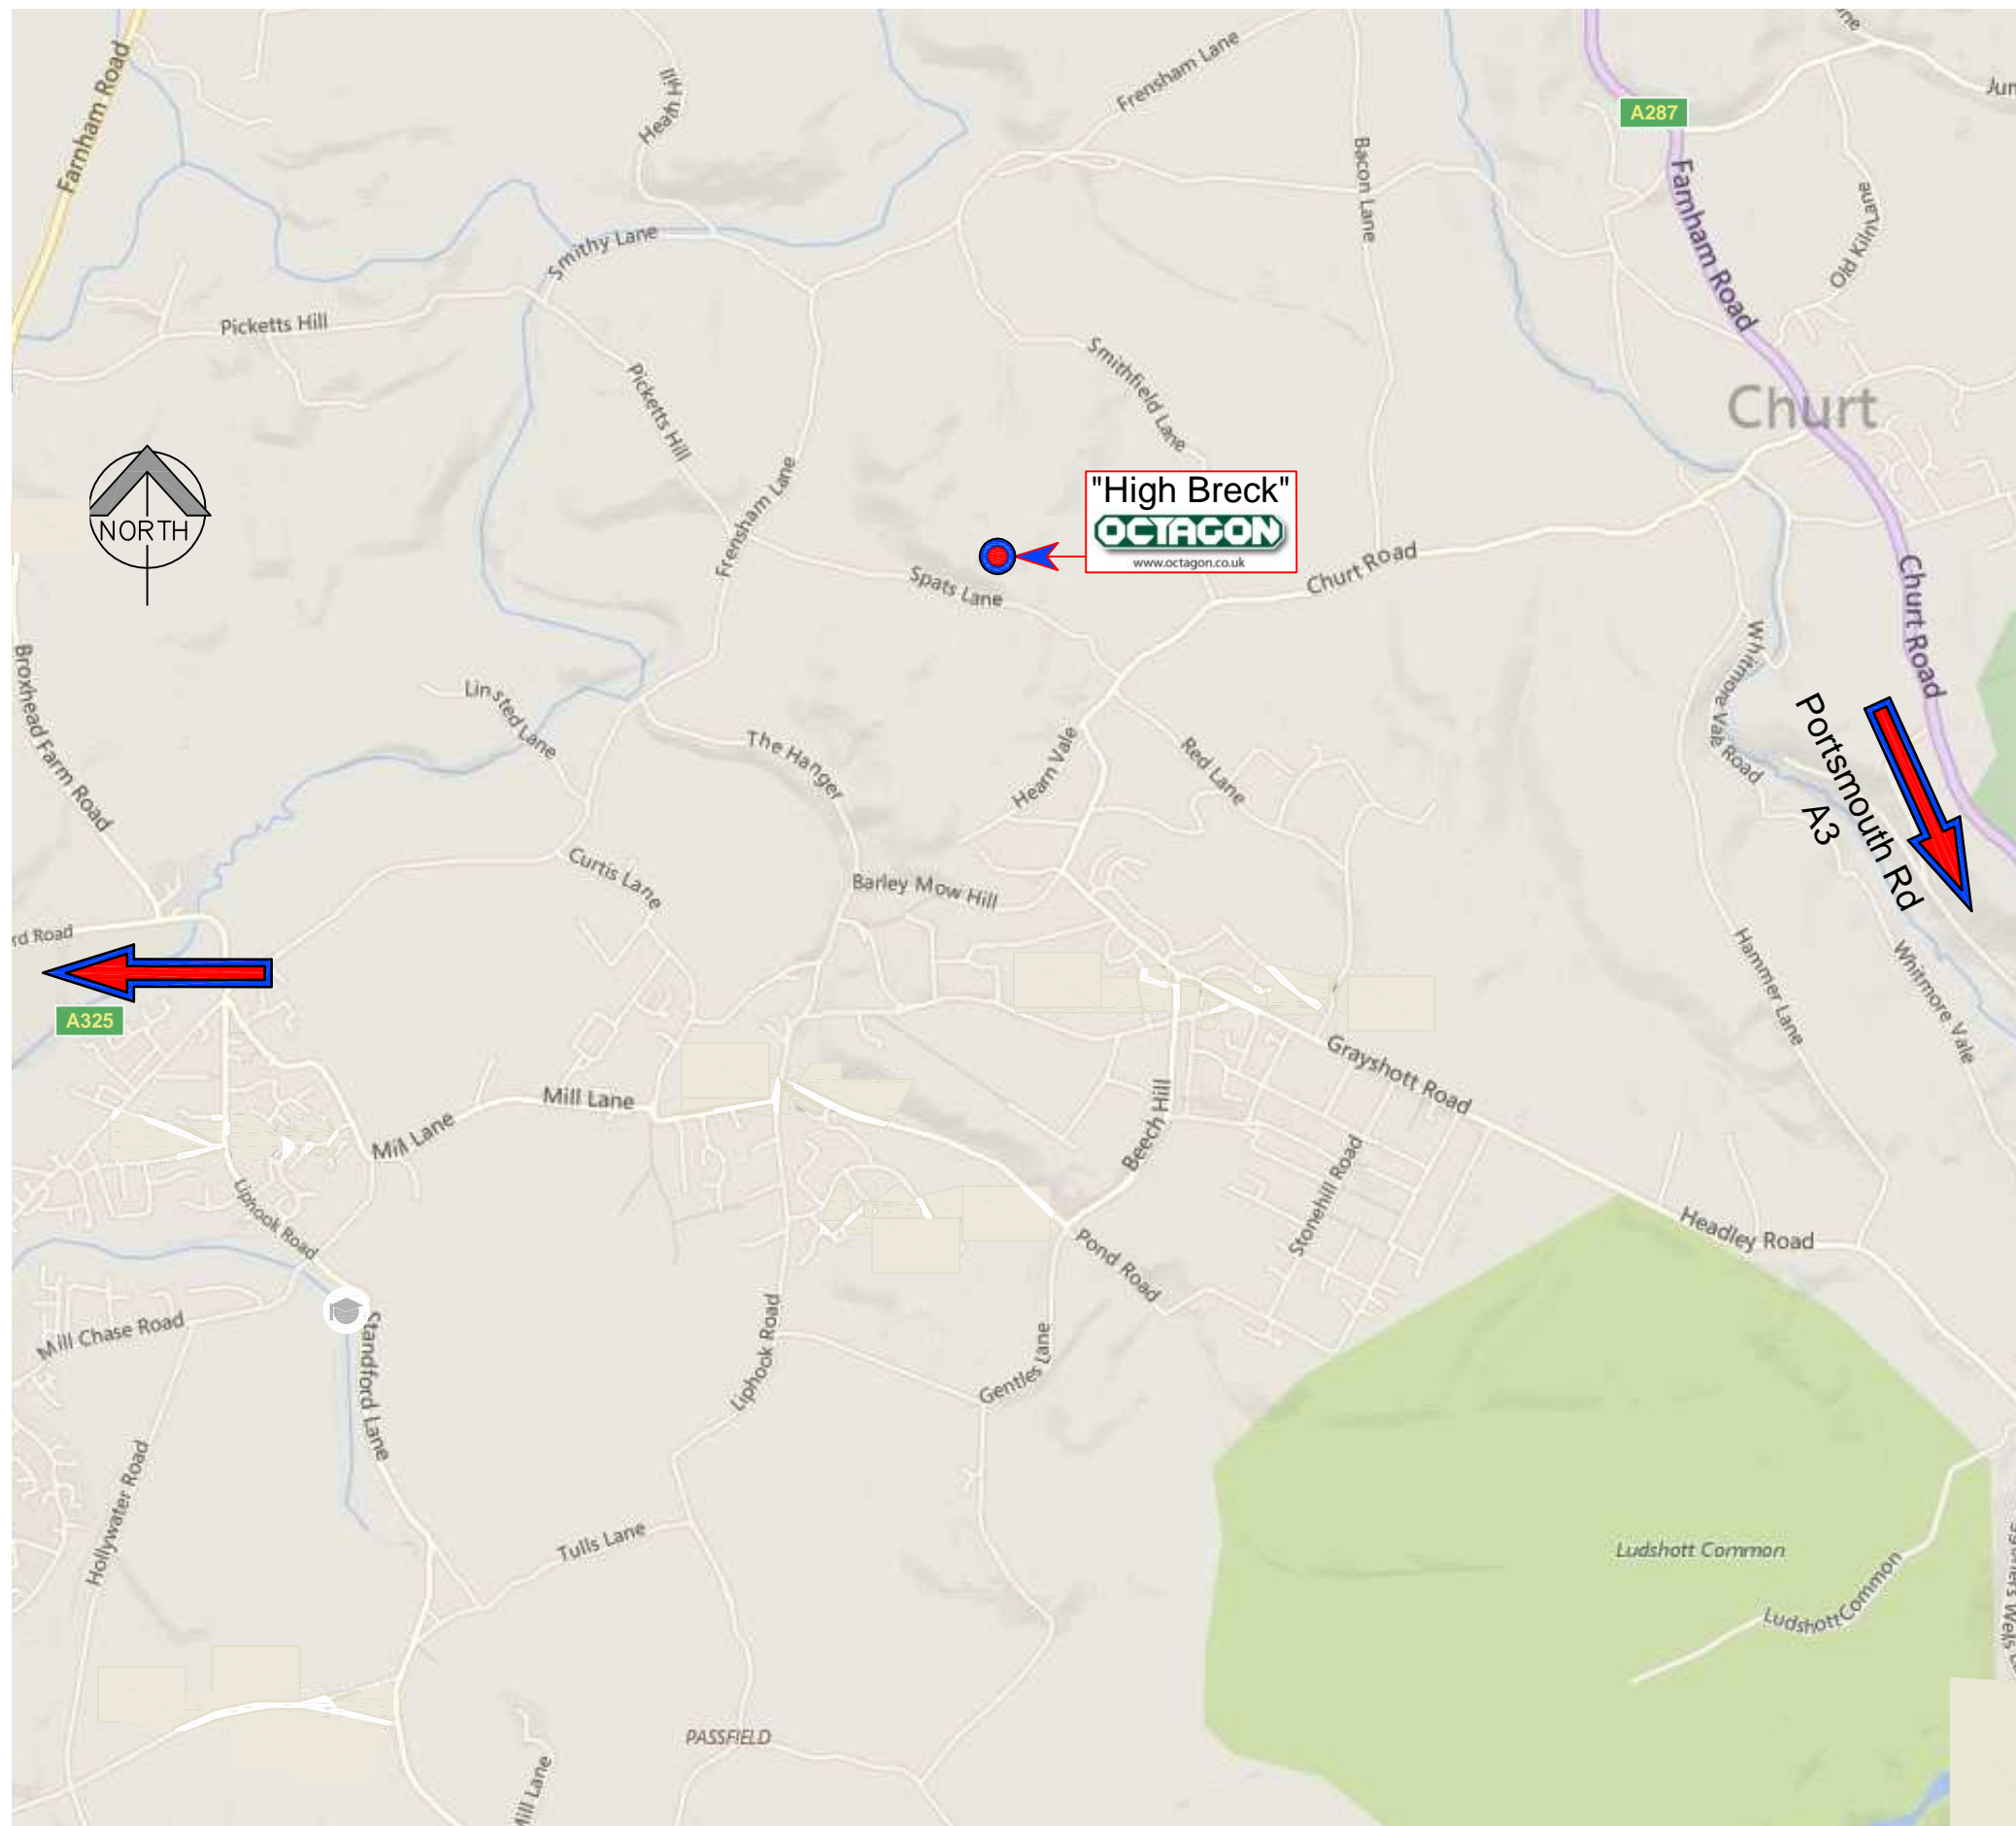 Farnham Road
Heath Hill
Frensham Lane
A287
Bacon Lane
Farnham Road
Old Kiln Lane
Smithy Lane
Picketts Hill
Picketts Hill
Smithfield Lane
Churt
NORTH
Frensham Lane
"High Breck"
OCTAGON
www.octagon.co.uk
Spats Lane
Churt Road
Churt Road
Broxhead Farm Road
Linsted Lane
The Hanger
Hearn Vale
Red Lane
Whitmore Vale Road
Portsmouth Rd
A3
Curtis Lane
Barley Mow Hill
rd Road
A325
Hammer Lane
Whitmore Vale
Mill Lane
Mill Lane
Grayshott Road
Beech Hill
Stonehill Road
Liphook Road
Headley Road
Pond Road
Mill Chase Road
Standford Lane
Liphook Road
Gentles Lane
Hollywater Road
Tulls Lane
Ludshott Common
Ludshott Common
PASSFIELD
Mill Lane